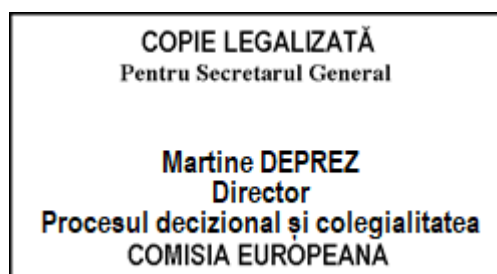 COPIE LEGALIZATĂ
Pentru Secretarul General
Martine DEPREZ
Director
Procesul decizional și colegialitatea
COMISIA EUROPEANA